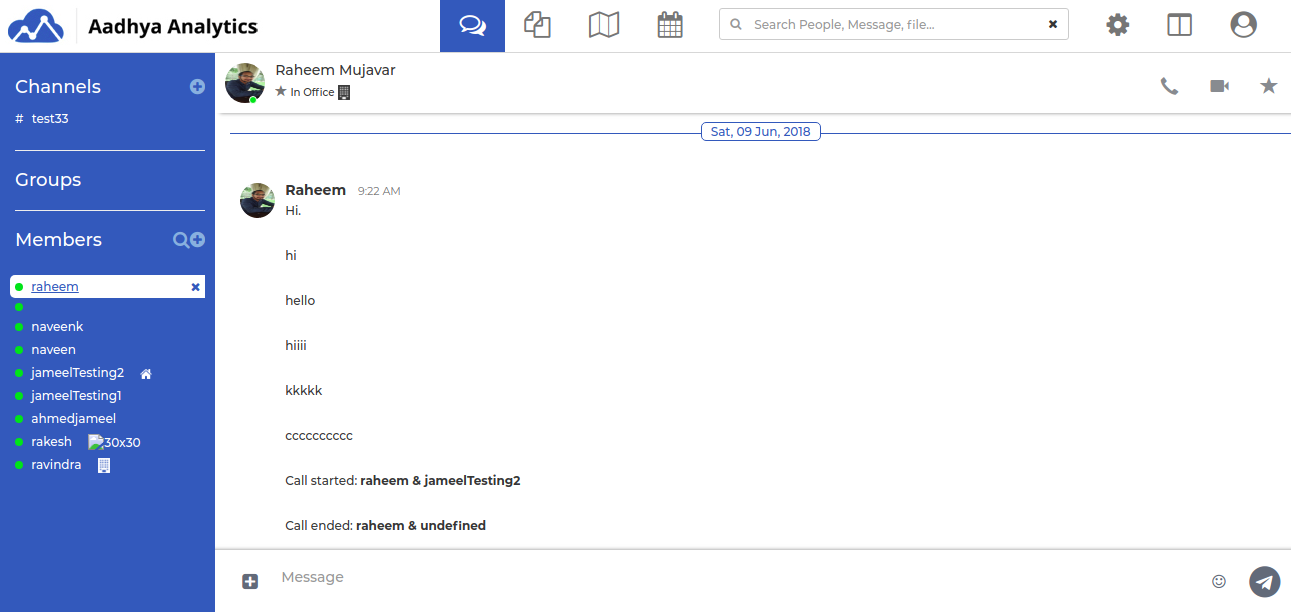 Aadhya Analytics
Search People, Message, file...
Channels
# test33
Groups
Members
raheem
naveenk
naveen
jameelTesting2
jameelTesting1
ahmedjameel
rakesh 30x30
ravindra
Raheem Mujavar
In Office
Sat, 09 Jun, 2018
Raheem 9:22 AM
Hi.
hi
hello
hiiii
kkkkk
cccccccccc
Call started: raheem & jameelTesting2
Call ended: raheem & undefined
Message